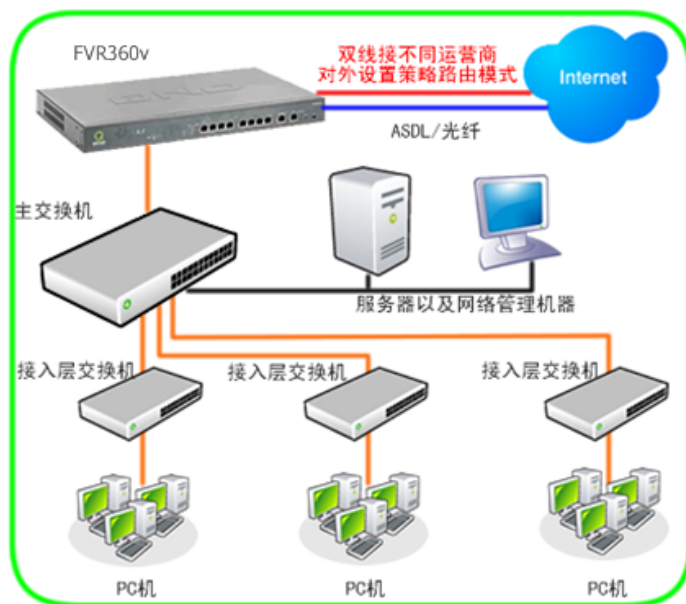 FVR360v
双线接不同运营商
对外设置策略路由模式
Internet
ASDL/光纤
主交换机
服务器以及网络管理机器
接入层交换机
接入层交换机
接入层交换机
PC机
PC机
PC机